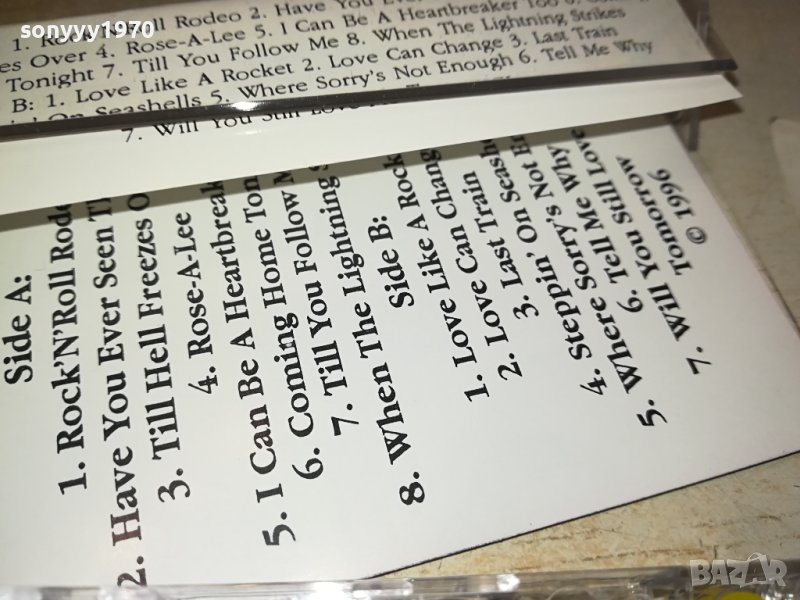 sonyyy1970
1. Rock'N'Roll Rodeo 2. Have You Ever
es Over 4. Rose-A-Lee 5. I Can Be A Heartbreaker Too 6.
Tonight 7. Till You Follow Me 8. When The Lightning Strikes
B: 1. Love Like A Rocket 2. Love Can Change 3. Last Train
' On Seashells 5. Where Sorry's Not Enough 6. Tell Me Why
7. Will You Still Love
Side A:
1. Rock'N'Roll Rode
2. Have You Ever Seen Th
3. Till Hell Freezes O
4. Rose-A-Lee
5. I Can Be A Heartbreak
6. Coming Home Ton
7. Till You Follow M
8. When The Lightning S
Side B:
1. Love Like A Rock
2. Love Can Chang
3. Last Train
4. Steppin' On Seash
5. Where Sorry's Not En
6. Tell Me Why
7. Will You Still Love
Tomorrow
© 1996
BAZAR